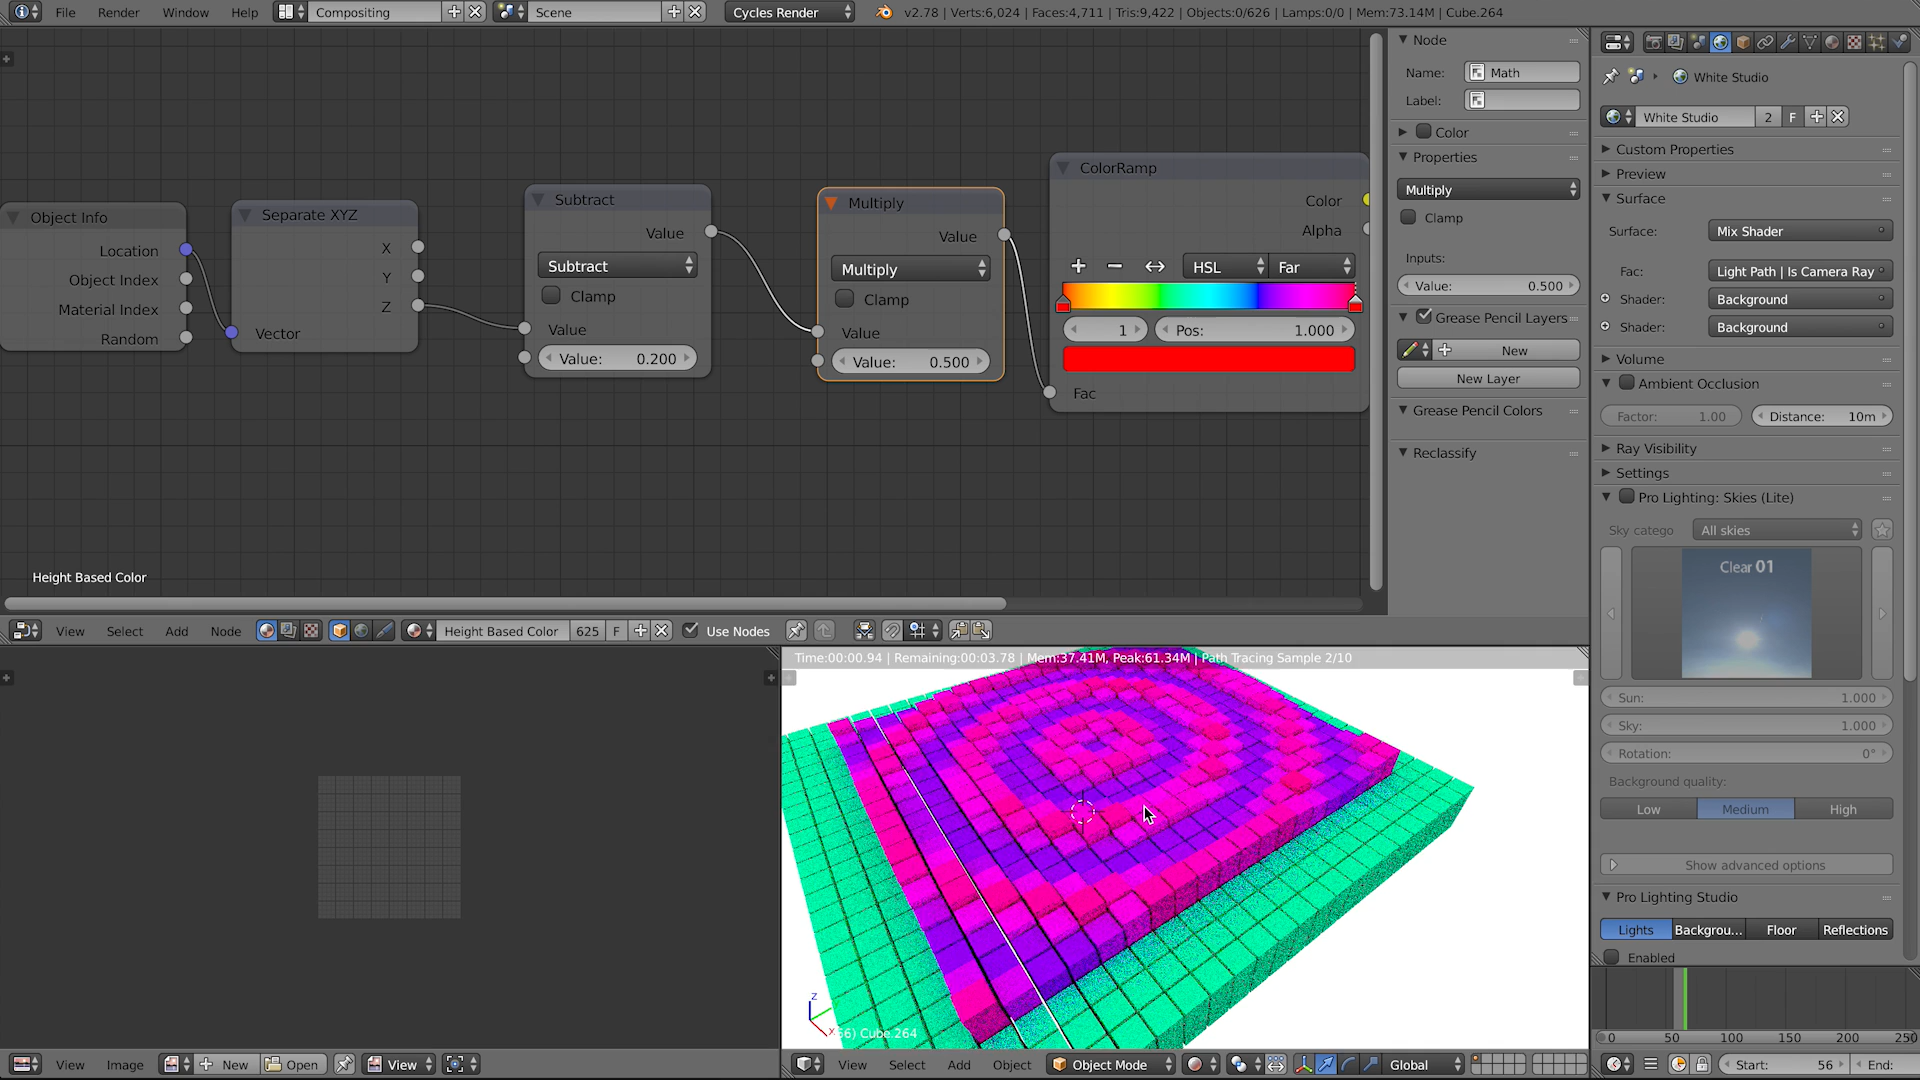 File Render Window Help Compositing Scene Cycles Render v2.78 | Verts:6,024 | Faces:4,711 | Tris:9,422 | Objects:0/626 | Lamps:0/0 | Mem:73.14M | Cube.264
Object Info
Location
Object Index
Material Index
Random
Separate XYZ
X
Y
Z
Vector
Subtract
Value
Subtract
Clamp
Value
Value: 0.200
Multiply
Value
Multiply
Clamp
Value
Value: 0.500
ColorRamp
Color
Alpha
HSL Far
1 Pos: 1.000
Fac
Height Based Color
View Select Add Node Height Based Color 625 F Use Nodes
Node
Name: Math
Label:
Color
Properties
Multiply
Clamp
Inputs:
Value: 0.500
Grease Pencil Layers
New
New Layer
Grease Pencil Colors
Reclassify
White Studio
White Studio 2 F
Custom Properties
Preview
Surface
Surface: Mix Shader
Fac: Light Path | Is Camera Ray
Shader: Background
Shader: Background
Volume
Ambient Occlusion
Factor: 1.00 Distance: 10m
Ray Visibility
Settings
Pro Lighting: Skies (Lite)
Sky catego All skies
Clear 01
Sun: 1.000
Sky: 1.000
Rotation: 0°
Background quality:
Low Medium High
Show advanced options
Pro Lighting Studio
Lights Backgrou... Floor Reflections
Enabled
0 50 100 150 200 250
Start: 56 End:
Time:00:00.94 | Remaining:00:03.78 | Mem:37.41M, Peak:61.34M | Path Tracing Sample 2/10
z
x
56) Cube.264
View Image New Open View
View Select Add Object Object Mode Global